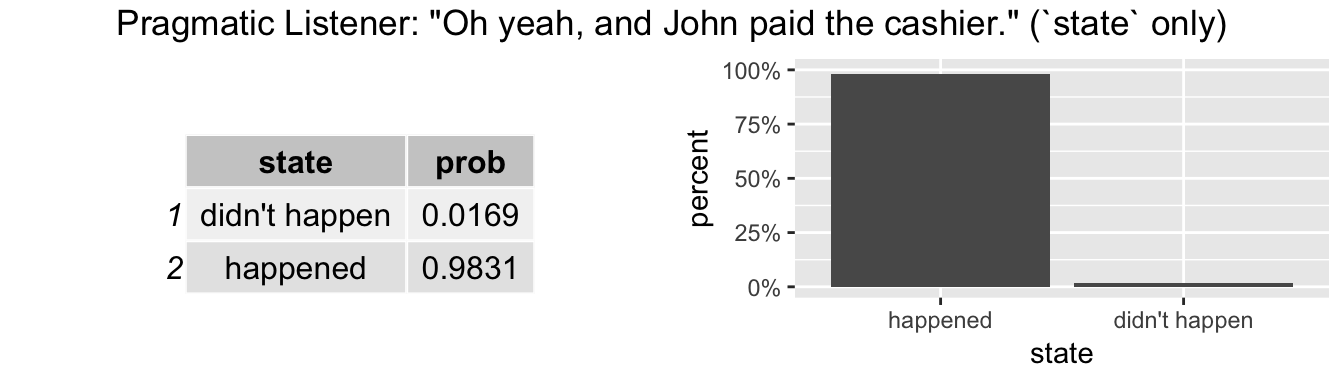 Pragmatic Listener: "Oh yeah, and John paid the cashier." (`state` only)
state prob
1 didn't happen 0.0169
2 happened 0.9831
percent
100%
75%
50%
25%
0%
happened didn't happen
state